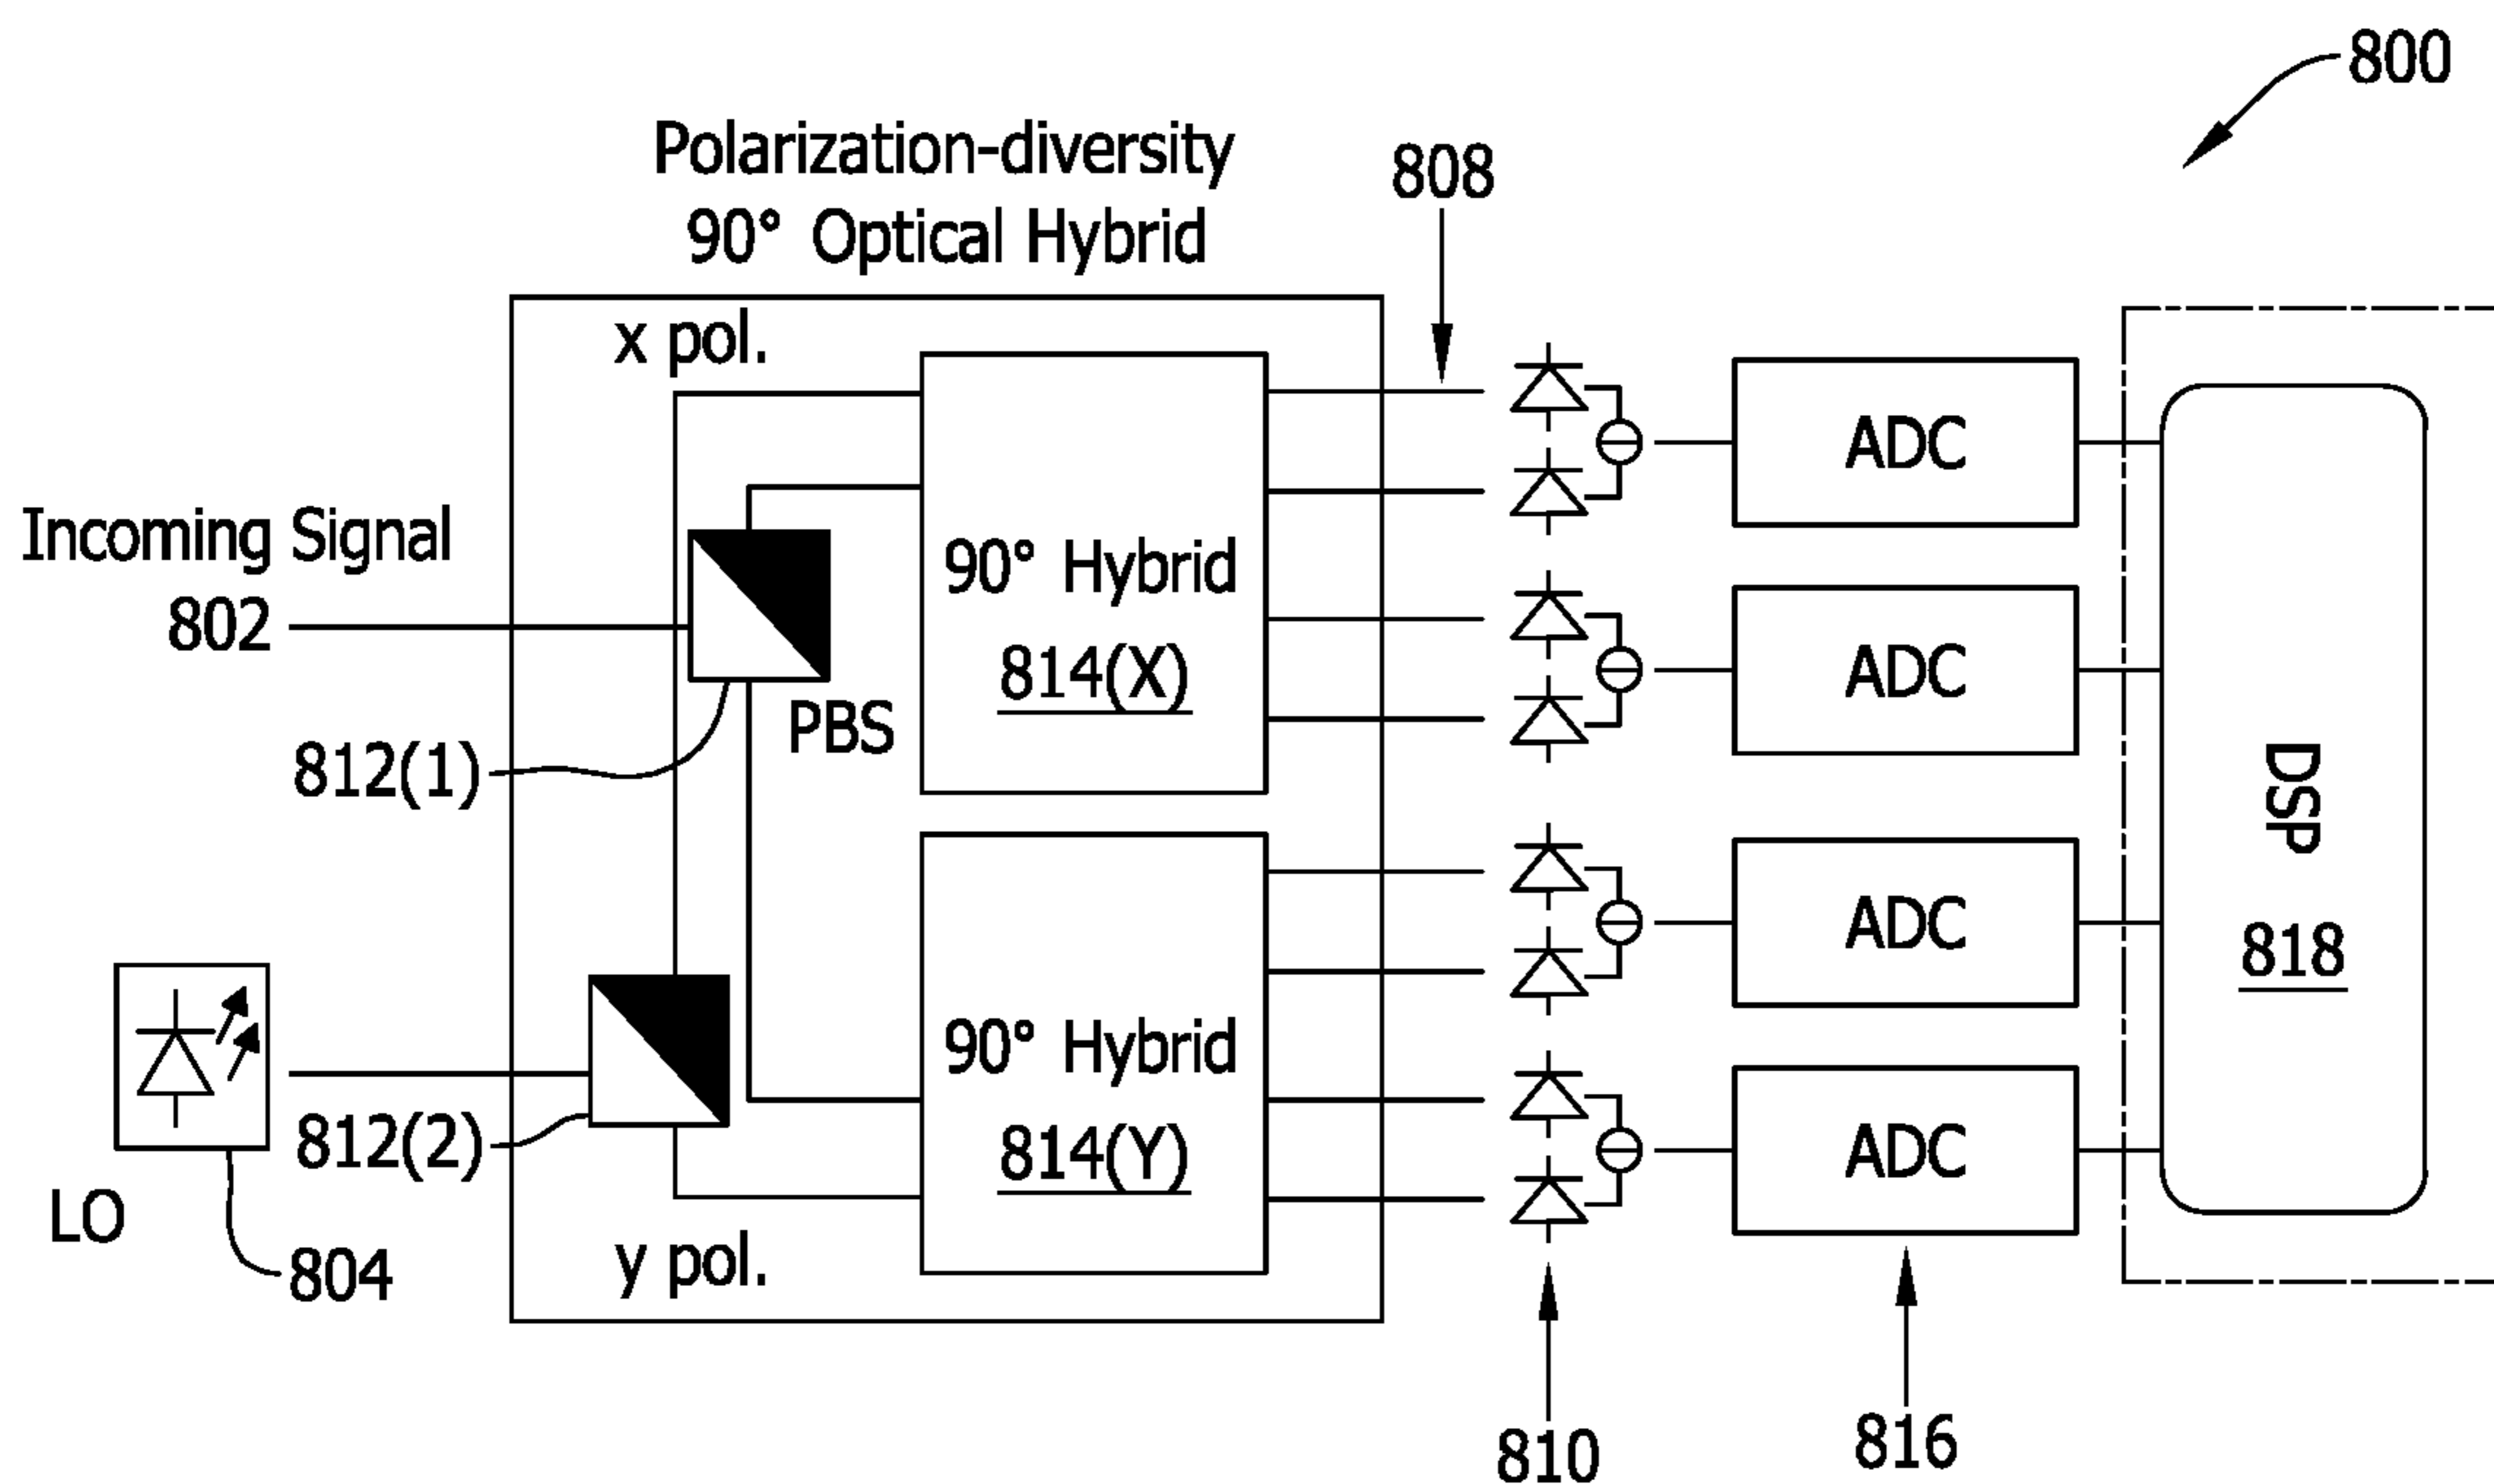 800
Polarization-diversity
90° Optical Hybrid
808
x pol.
Incoming Signal
802
90° Hybrid
814(X)
PBS
812(1)
ADC
ADC
ADC
ADC
DSP
818
90° Hybrid
814(Y)
812(2)
LO
804
y pol.
810
816